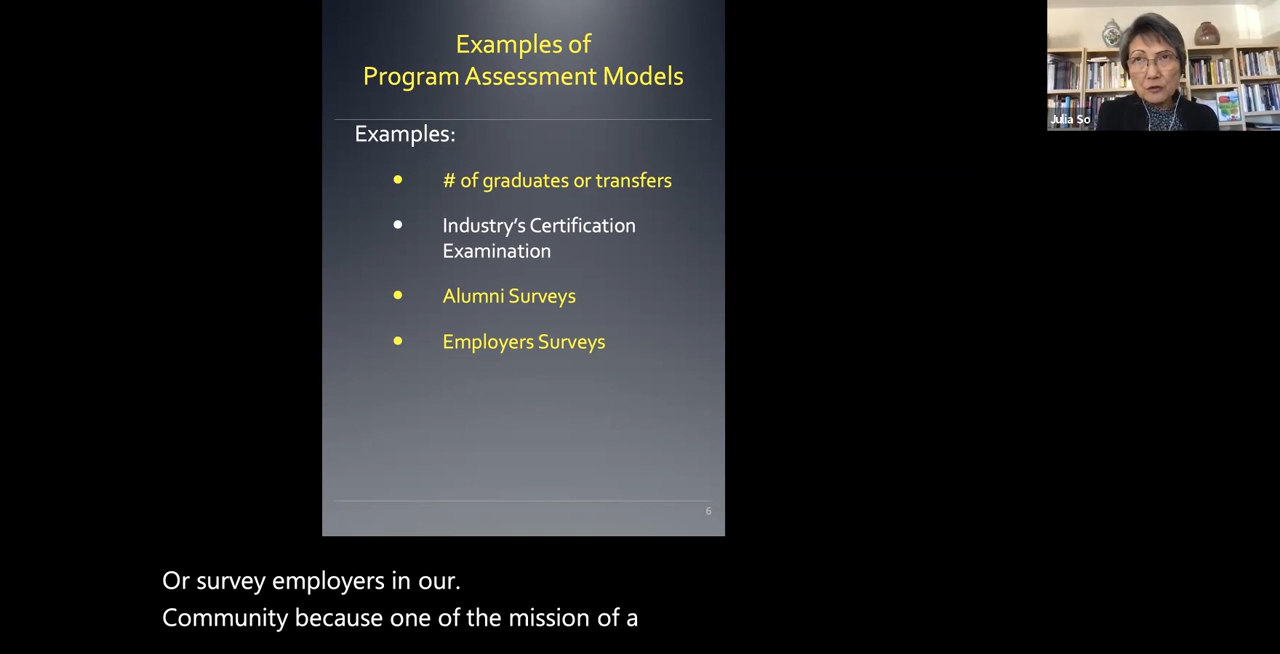 Examples of
Program Assessment Models
Examples:
• # of graduates or transfers
• Industry's Certification
Examination
• Alumni Surveys
• Employers Surveys
6
Julia So
Or survey employers in our.
Community because one of the mission of a